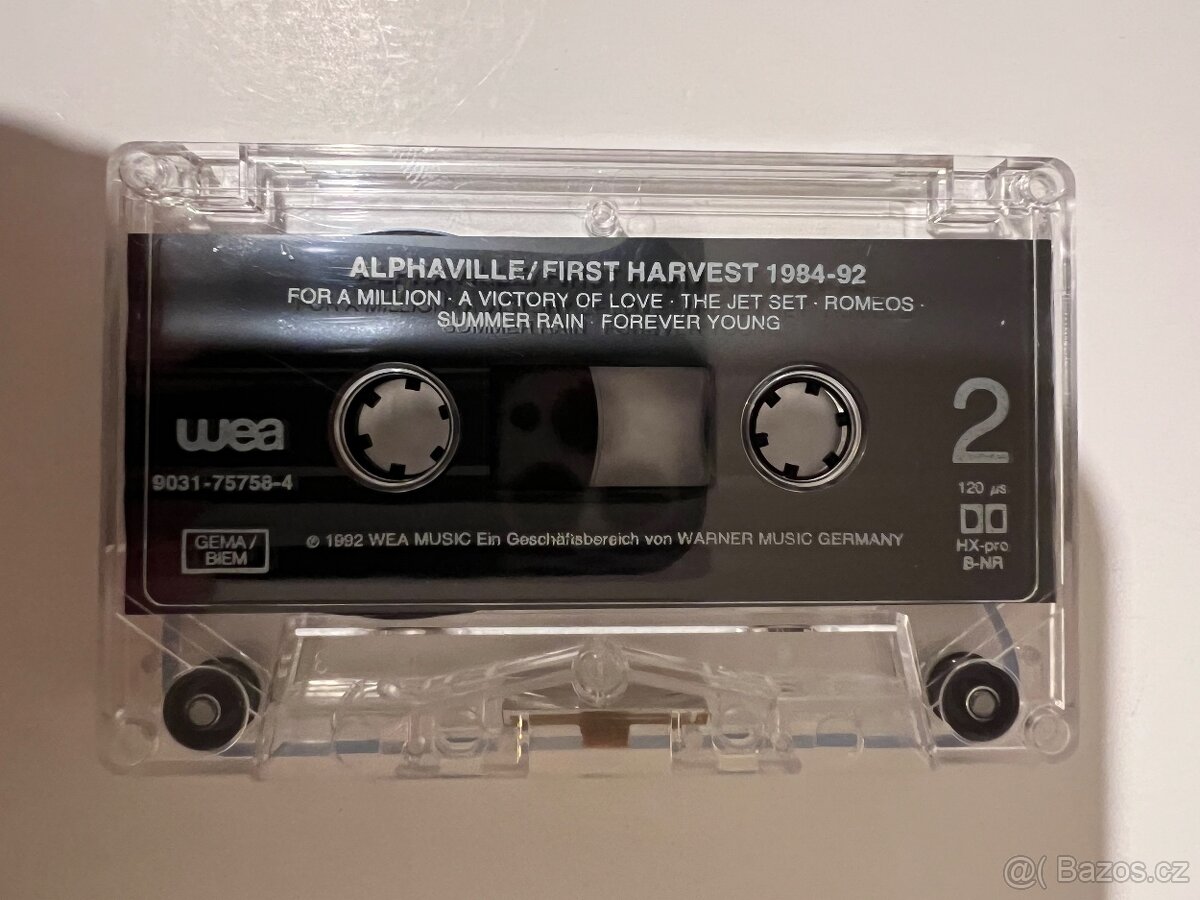 ALPHAVILLE/FIRST HARVEST 1984-92
FOR A MILLION · A VICTORY OF LOVE · THE JET SET · ROMEOS ·
SUMMER RAIN · FOREVER YOUNG
wea
2
9031-75758-4
120 µs
GEMA/
BIEM
℗ 1992 WEA MUSIC Ein Geschäftsbereich von WARNER MUSIC GERMANY
HX-pro
B-NR
@( Bazos.cz